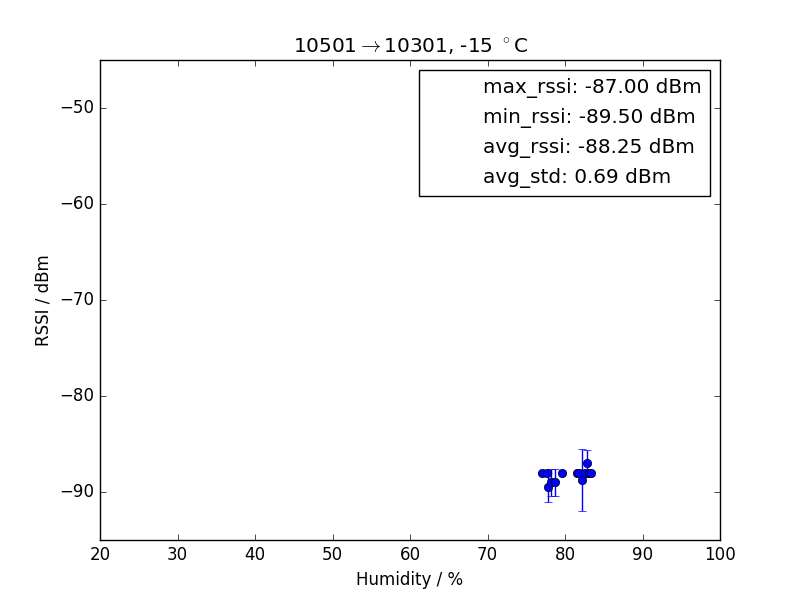 10501→10301, -15 °C
max_rssi: -87.00 dBm
min_rssi: -89.50 dBm
avg_rssi: -88.25 dBm
avg_std: 0.69 dBm
RSSI / dBm
−50
−60
−70
−80
−90
20 30 40 50 60 70 80 90 100
Humidity / %